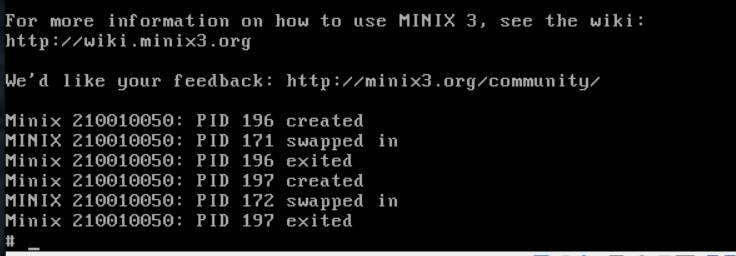 For more information on how to use MINIX 3, see the wiki:
http://wiki.minix3.org
We'd like your feedback: http://minix3.org/community/
Minix 210010050: PID 196 created
MINIX 210010050: PID 171 swapped in
Minix 210010050: PID 196 exited
Minix 210010050: PID 197 created
MINIX 210010050: PID 172 swapped in
Minix 210010050: PID 197 exited
# _